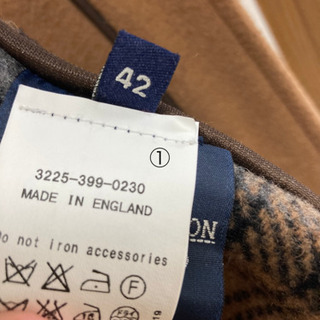 42
①
3225-399-0230
MADE IN ENGLAND
ON
Do not iron accessories
F